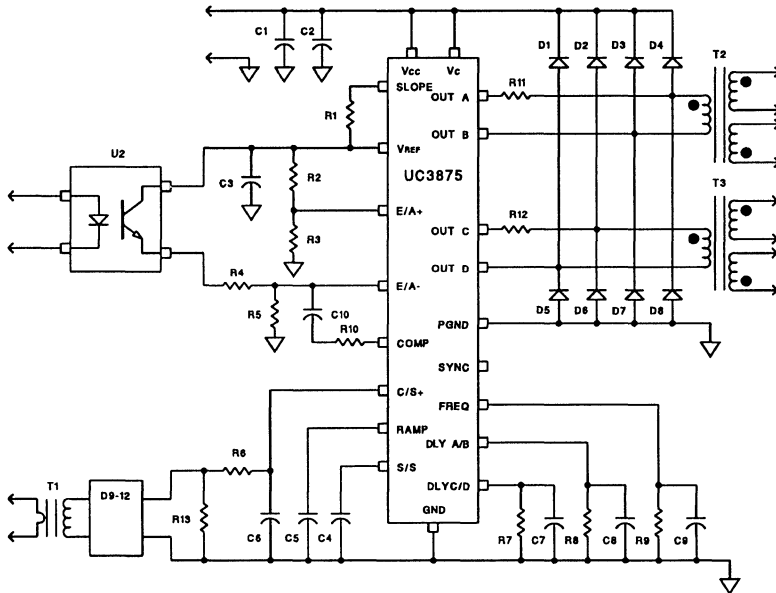 C1
C2
D1
D2
D3
D4
T2
Vcc
Vc
SLOPE
OUT A
R11
R1
OUT B
U2
VREF
UC3875
C3
R2
T3
E/A+
R12
R3
OUT C
R4
OUT D
E/A-
R5
C10
D5
D6
D7
D8
R10
PGND
COMP
SYNC
C/S+
FREQ
R6
RAMP
DLY A/B
T1
D9-12
S/S
DLYC/D
R13
GND
C6
C5
C4
R7
C7
R8
C8
R9
C9